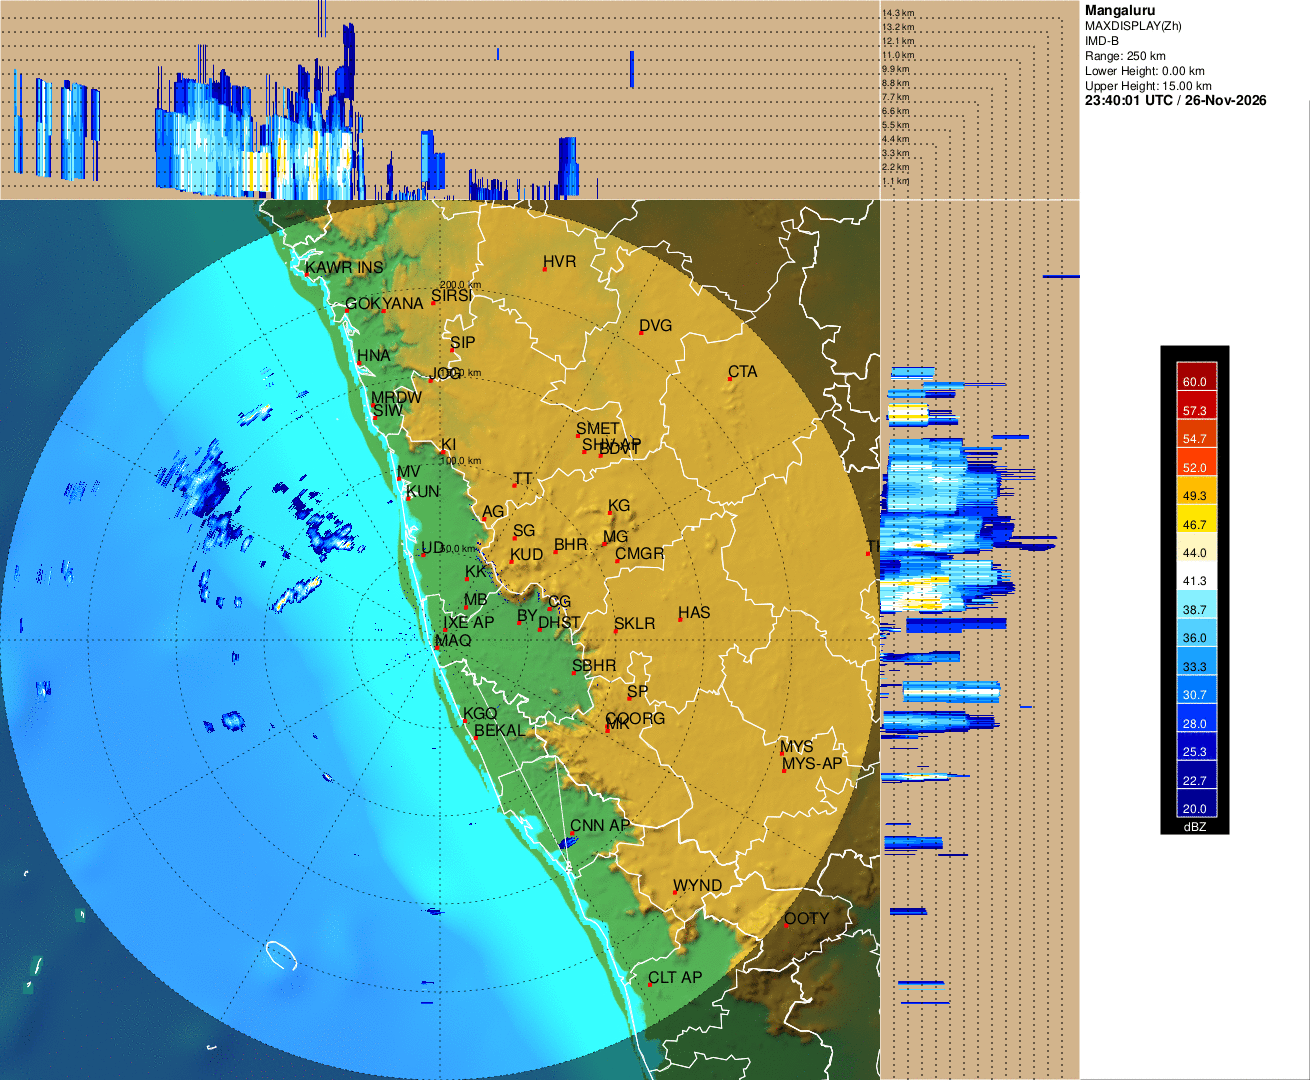 Mangaluru
MAXDISPLAY(Zh)
IMD-B
Range: 250 km
Lower Height: 0.00 km
Upper Height: 15.00 km
23:40:01 UTC / 26-Nov-2026
14.3 km
13.2 km
12.1 km
11.0 km
9.9 km
8.8 km
7.7 km
6.6 km
5.5 km
4.4 km
3.3 km
2.2 km
1.1 km
HVR
KAWR INS
200.0 km
SIRSI
GOKYANA
DVG
SIP
HNA
CTA
JOG
MRDW
SIW
SMET
KI
SHV-AP
BDVT
100.0 km
MV
TT
KUN
KG
AG
SG
MG
BHR
UD
50.0 km
KUD
CMGR
KK
MB
CG
BY
HAS
IXE AP
DHST
SKLR
MAQ
SBHR
SP
KGQ
COORG
MK
BEKAL
MYS
MYS-AP
CNN AP
WYND
OOTY
CLT AP
60.0
57.3
54.7
52.0
49.3
46.7
44.0
41.3
38.7
36.0
33.3
30.7
28.0
25.3
22.7
20.0
dBZ